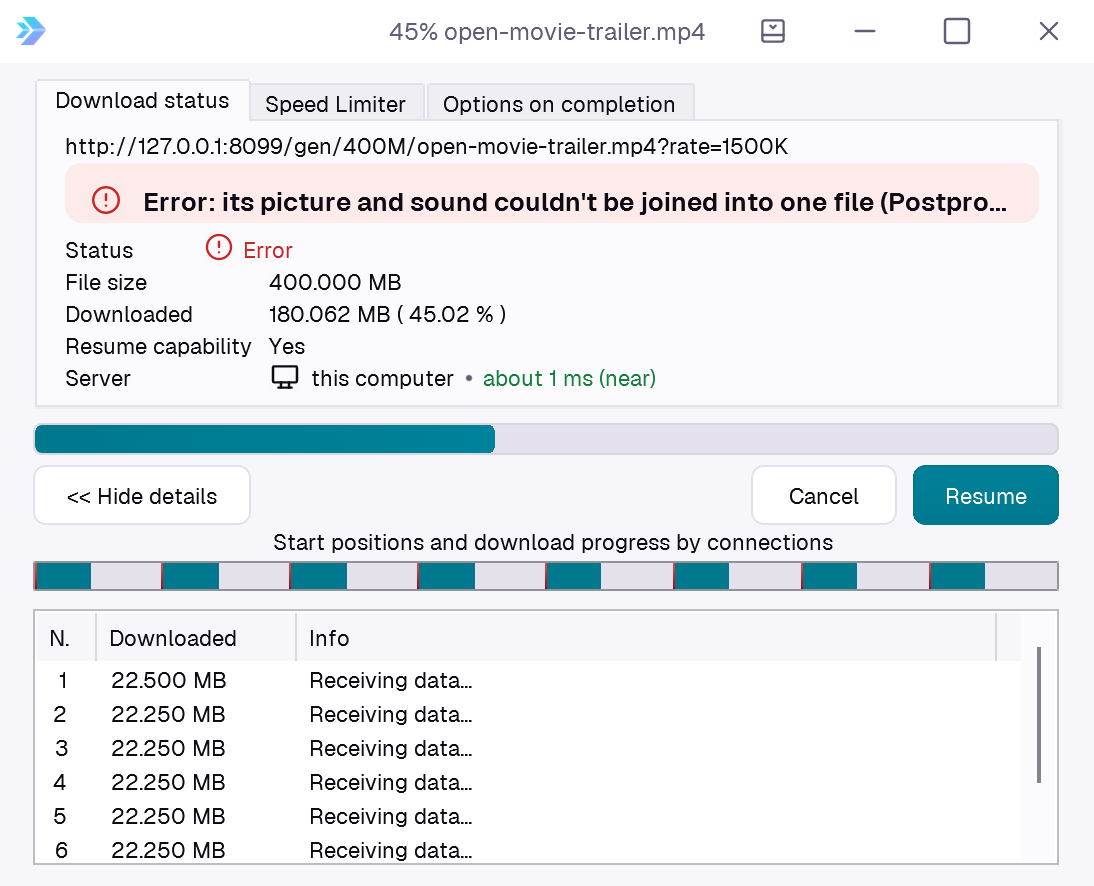 45% open-movie-trailer.mp4
Download status
Speed Limiter
Options on completion
http://127.0.0.1:8099/gen/400M/open-movie-trailer.mp4?rate=1500K
Error: its picture and sound couldn't be joined into one file (Postpro...
Status Error
File size 400.000 MB
Downloaded 180.062 MB ( 45.02 % )
Resume capability Yes
Server this computer • about 1 ms (near)
<< Hide details
Cancel
Resume
Start positions and download progress by connections
N. Downloaded Info
1 22.500 MB Receiving data...
2 22.250 MB Receiving data...
3 22.250 MB Receiving data...
4 22.250 MB Receiving data...
5 22.250 MB Receiving data...
6 22.250 MB Receiving data...